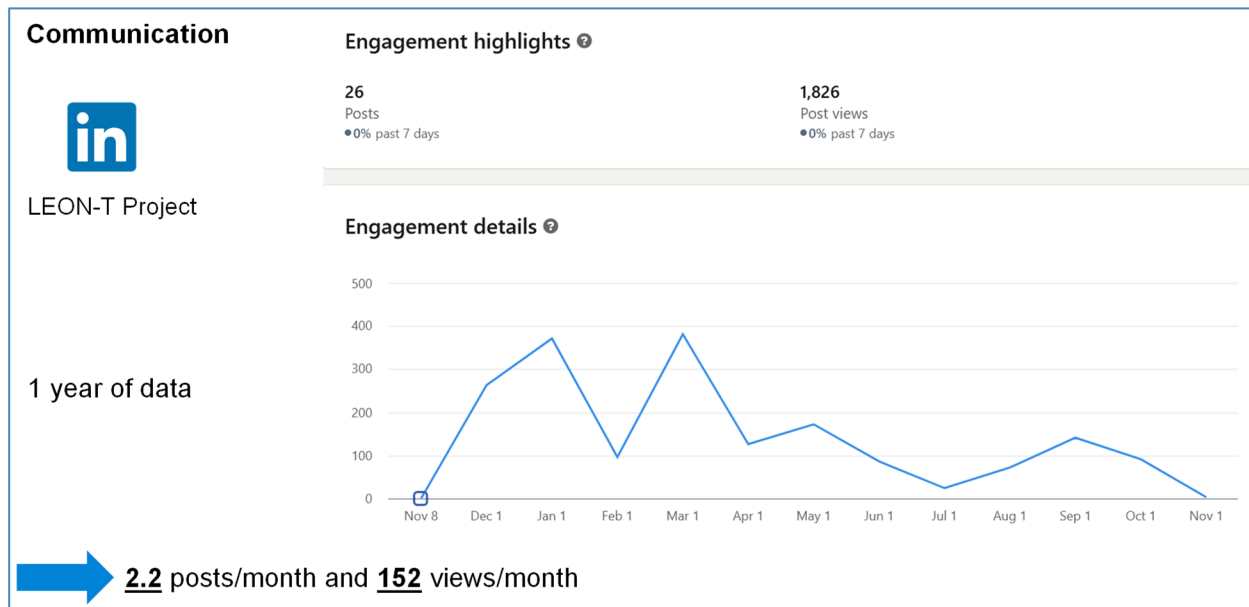 Communication
in
LEON-T Project
1 year of data
Engagement highlights ?
26
Posts
0% past 7 days
1,826
Post views
0% past 7 days
Engagement details ?
500
400
300
200
100
0
Nov 8 Dec 1 Jan 1 Feb 1 Mar 1 Apr 1 May 1 Jun 1 Jul 1 Aug 1 Sep 1 Oct 1 Nov 1
2.2 posts/month and 152 views/month